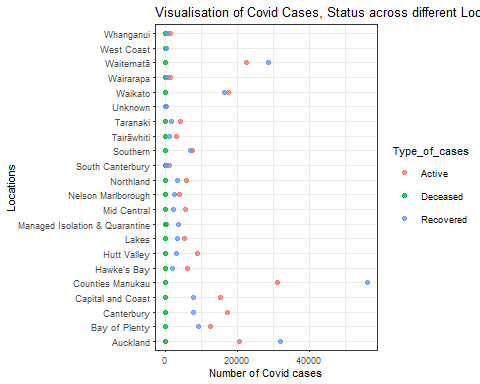 Visualisation of Covid Cases, Status across different Loc
Whanganui
West Coast
Waitematā
Wairarapa
Waikato
Unknown
Taranaki
Tairāwhiti
Southern
South Canterbury
Northland
Nelson Marlborough
Mid Central
Managed Isolation & Quarantine
Lakes
Hutt Valley
Hawke's Bay
Counties Manukau
Capital and Coast
Canterbury
Bay of Plenty
Auckland
Locations
0 20000 40000
Number of Covid cases
Type_of_cases
Active
Deceased
Recovered